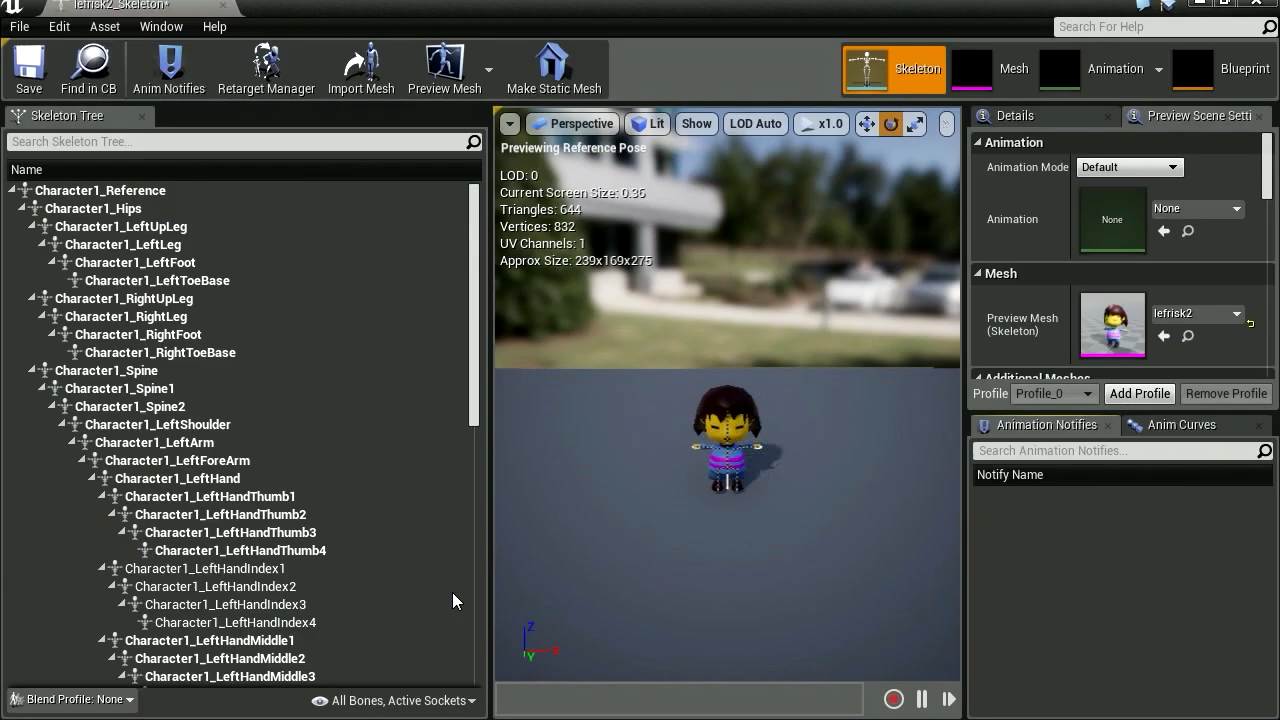 lefrisk2_Skeleton*
File Edit Asset Window Help
Search For Help
Save Find in CB Anim Notifies Retarget Manager Import Mesh Preview Mesh Make Static Mesh
Skeleton Mesh Animation Blueprint
Skeleton Tree
Search Skeleton Tree...
Name
Character1_Reference
Character1_Hips
Character1_LeftUpLeg
Character1_LeftLeg
Character1_LeftFoot
Character1_LeftToeBase
Character1_RightUpLeg
Character1_RightLeg
Character1_RightFoot
Character1_RightToeBase
Character1_Spine
Character1_Spine1
Character1_Spine2
Character1_LeftShoulder
Character1_LeftArm
Character1_LeftForeArm
Character1_LeftHand
Character1_LeftHandThumb1
Character1_LeftHandThumb2
Character1_LeftHandThumb3
Character1_LeftHandThumb4
Character1_LeftHandIndex1
Character1_LeftHandIndex2
Character1_LeftHandIndex3
Character1_LeftHandIndex4
Character1_LeftHandMiddle1
Character1_LeftHandMiddle2
Character1_LeftHandMiddle3
Blend Profile: None
All Bones, Active Sockets
Perspective Lit Show LOD Auto x1.0
Previewing Reference Pose
LOD: 0
Current Screen Size: 0.36
Triangles: 644
Vertices: 832
UV Channels: 1
Approx Size: 239x169x275
Z
X
Y
Details Preview Scene Setti
Animation
Animation Mode Default
Animation None None
Mesh
Preview Mesh (Skeleton) lefrisk2
Additional Meshes
Profile Profile_0 Add Profile Remove Profile
Animation Notifies Anim Curves
Search Animation Notifies...
Notify Name